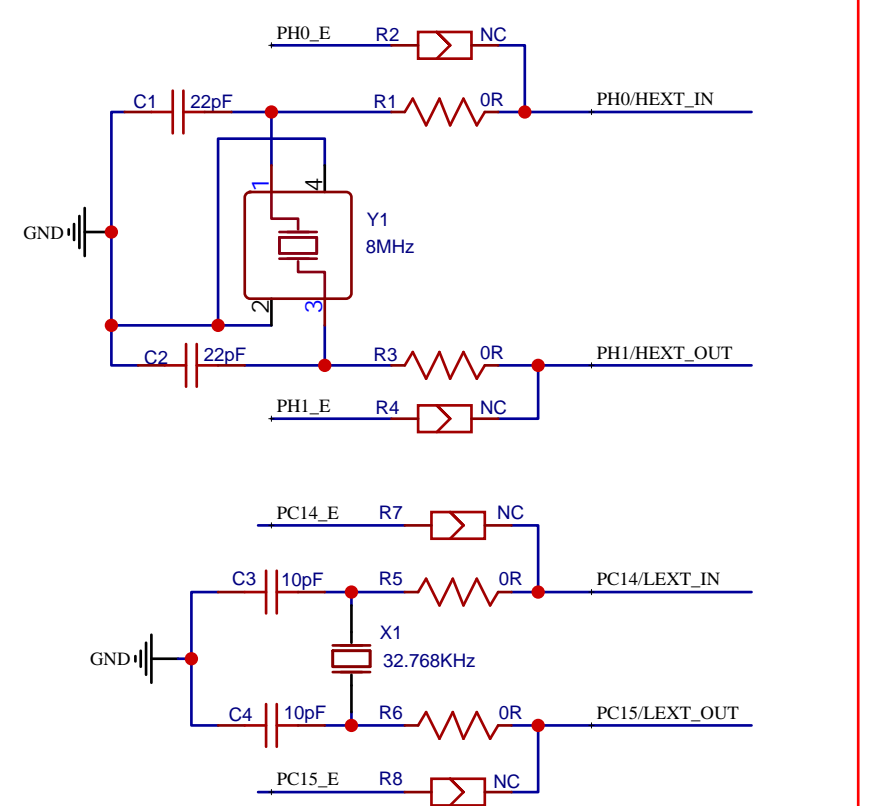 PH0_E R2 NC
C1 22pF R1 0R PH0/HEXT_IN
1 4
Y1
GND
8MHz
2 3
C2 22pF R3 0R PH1/HEXT_OUT
PH1_E R4 NC
PC14_E R7 NC
C3 10pF R5 0R PC14/LEXT_IN
X1
GND 32.768KHz
C4 10pF R6 0R PC15/LEXT_OUT
PC15_E R8 NC